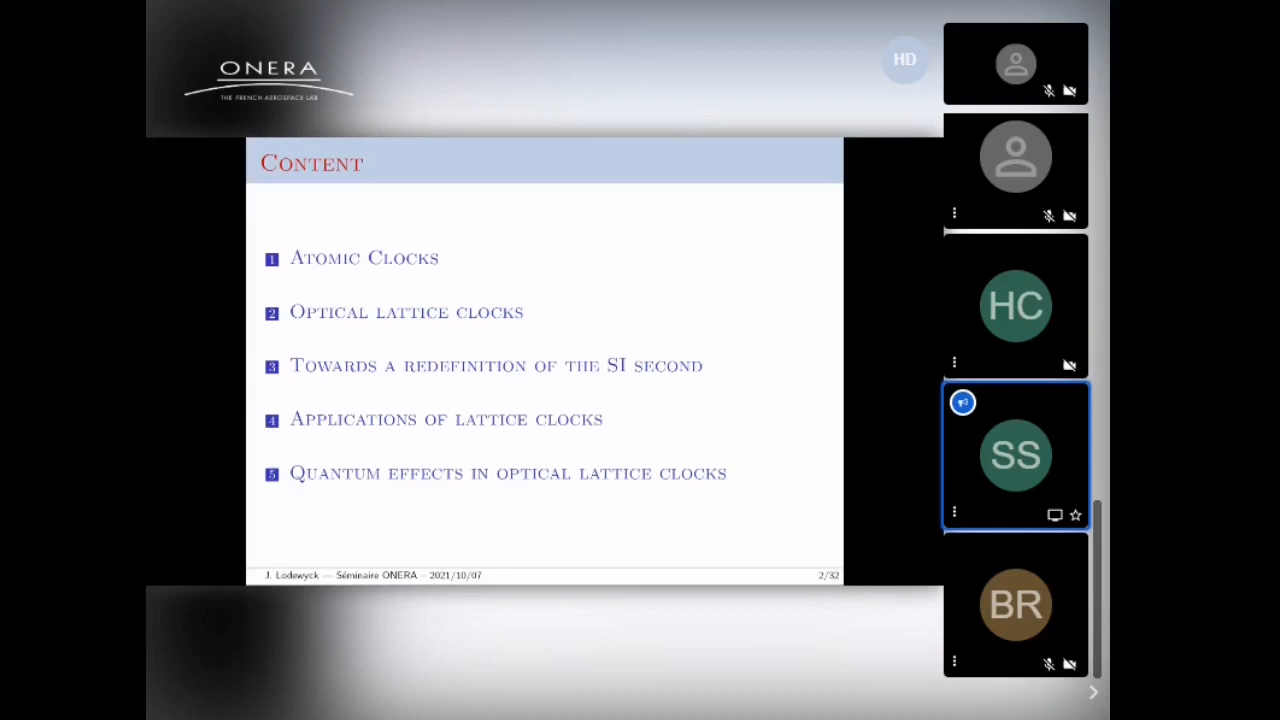 ONERA
THE FRENCH AEROSPACE LAB
HD
Content
1 Atomic Clocks
2 Optical lattice clocks
3 Towards a redefinition of the SI second
4 Applications of lattice clocks
5 Quantum effects in optical lattice clocks
J. Lodewyck — Séminaire ONERA – 2021/10/07 2/32
HC
SS
BR